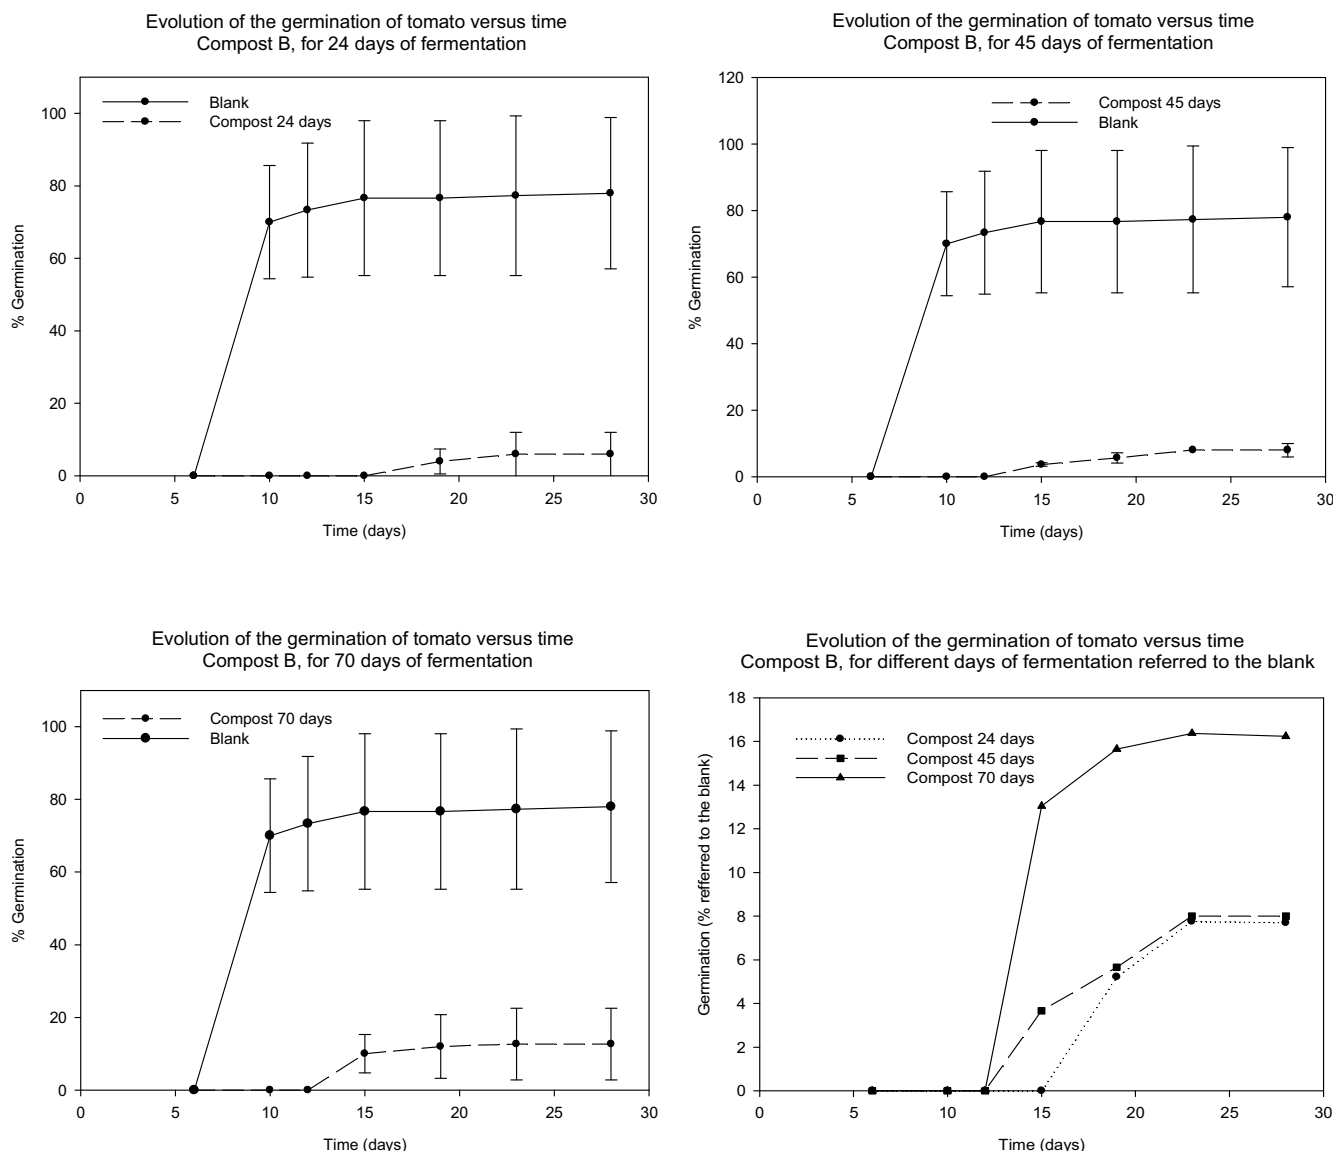 Evolution of the germination of tomato versus time
Compost B, for 24 days of fermentation
% Germination
100
80
60
40
20
0
Blank
Compost 24 days
0 5 10 15 20 25 30
Time (days)
Evolution of the germination of tomato versus time
Compost B, for 45 days of fermentation
% Germination
120
100
80
60
40
20
0
Compost 45 days
Blank
0 5 10 15 20 25 30
Time (days)
Evolution of the germination of tomato versus time
Compost B, for 70 days of fermentation
% Germination
100
80
60
40
20
0
Compost 70 days
Blank
0 5 10 15 20 25 30
Time (days)
Evolution of the germination of tomato versus time
Compost B, for different days of fermentation referred to the blank
Germination (% refferred to the blank)
18
16
14
12
10
8
6
4
2
0
Compost 24 days
Compost 45 days
Compost 70 days
0 5 10 15 20 25 30
Time (days)